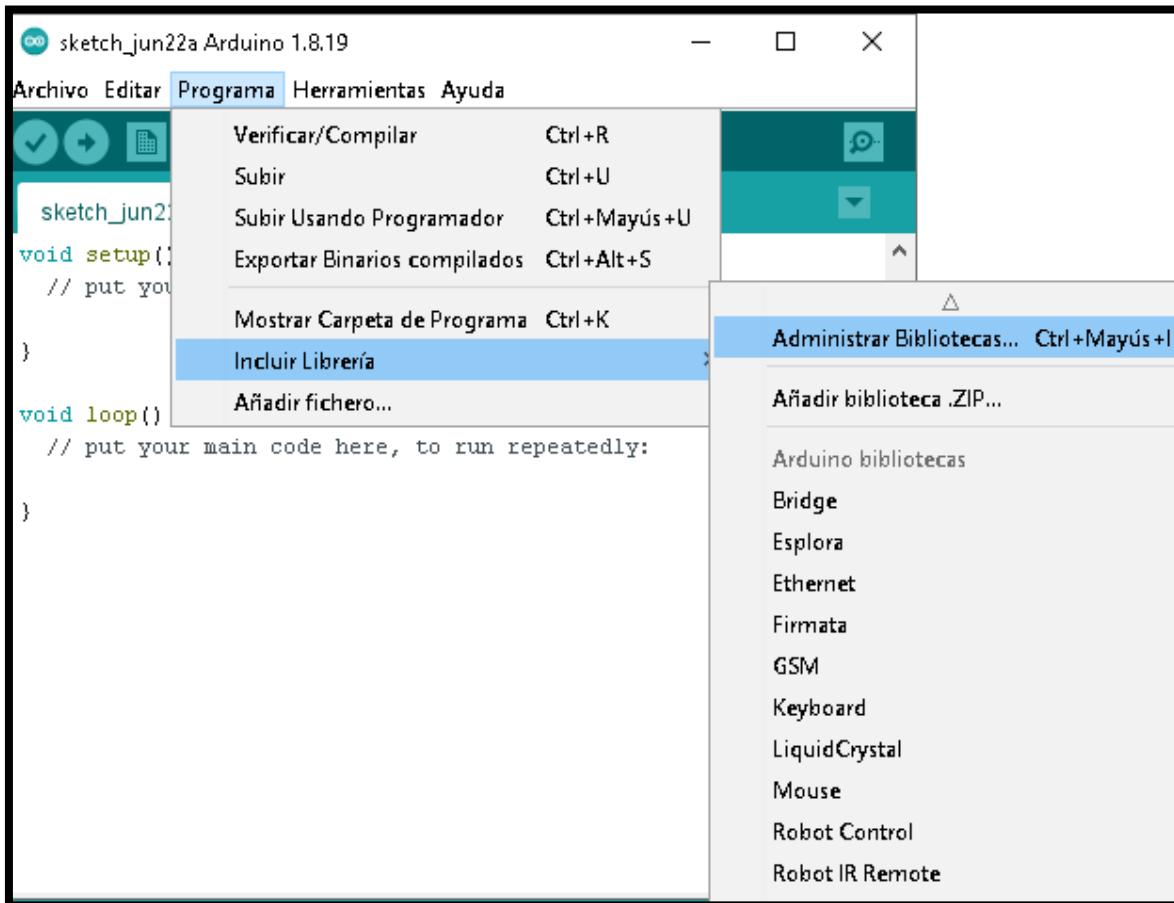 sketch_jun22a Arduino 1.8.19
Archivo Editar Programa Herramientas Ayuda
Verificar/Compilar Ctrl+R
Subir Ctrl+U
Subir Usando Programador Ctrl+Mayús+U
Exportar Binarios compilados Ctrl+Alt+S
Mostrar Carpeta de Programa Ctrl+K
Incluir Librería
Añadir fichero...
sketch_jun22
void setup()
// put you
}
void loop()
// put your main code here, to run repeatedly:
}
Administrar Bibliotecas... Ctrl+Mayús+I
Añadir biblioteca .ZIP...
Arduino bibliotecas
Bridge
Esplora
Ethernet
Firmata
GSM
Keyboard
LiquidCrystal
Mouse
Robot Control
Robot IR Remote